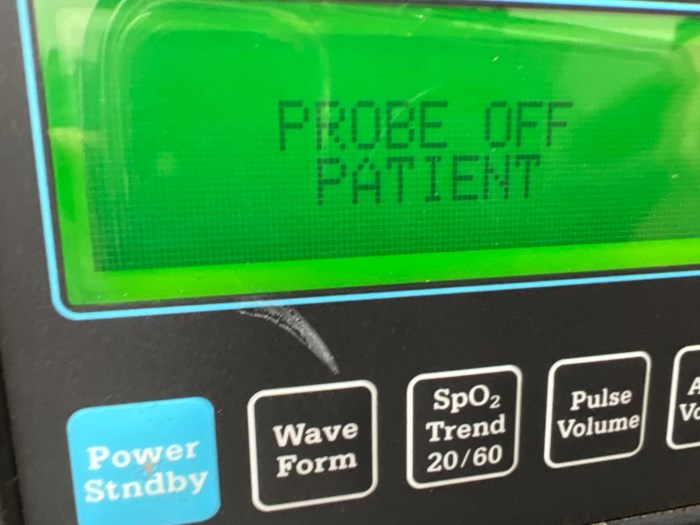 PROBE OFF
PATIENT
Power
Stndby
Wave
Form
SpO₂
Trend
20/60
Pulse
Volume